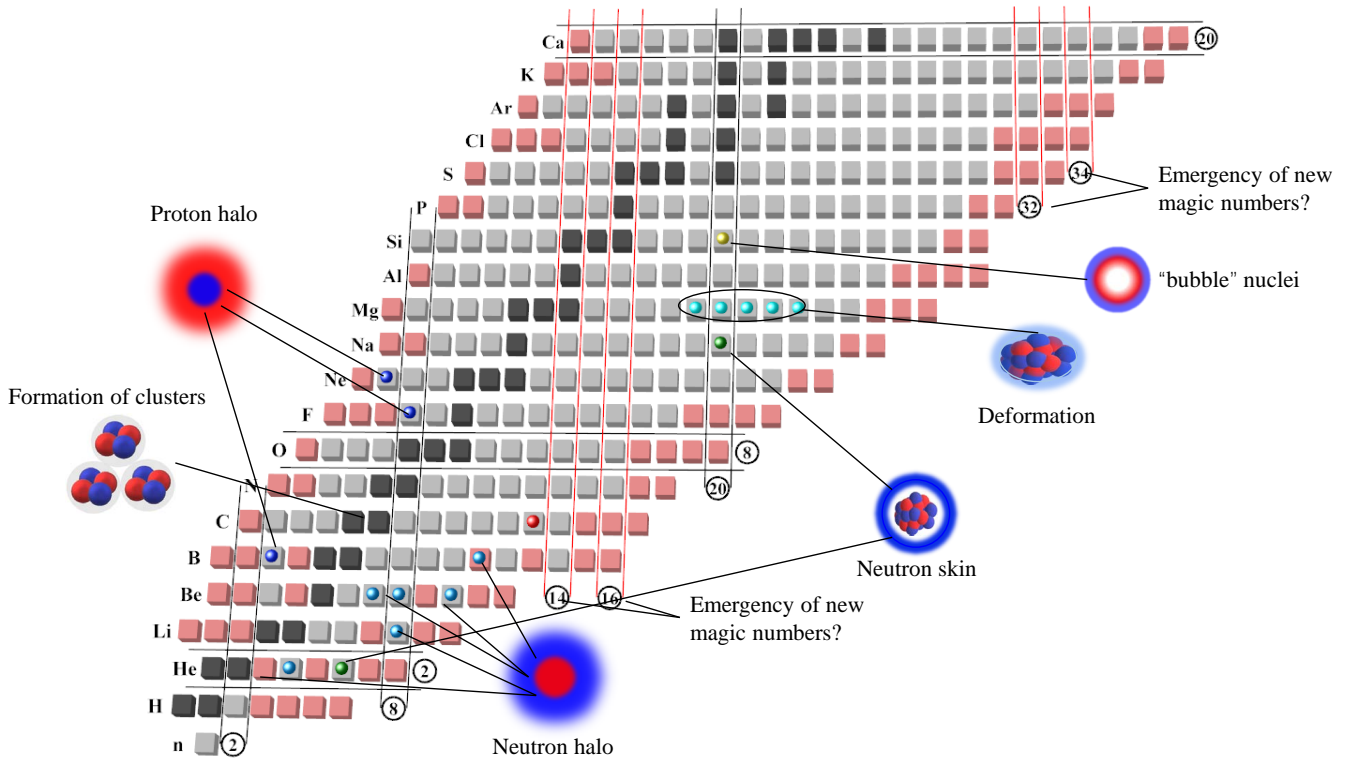 Ca
20
K
Ar
Cl
S
34
Emergency of new
magic numbers?
P
32
Proton halo
Si
Al
“bubble” nuclei
Mg
Na
Ne
Formation of clusters
F
Deformation
O
8
N
20
C
B
Neutron skin
Be
14
16
Emergency of new
magic numbers?
Li
He
2
H
8
n
2
Neutron halo